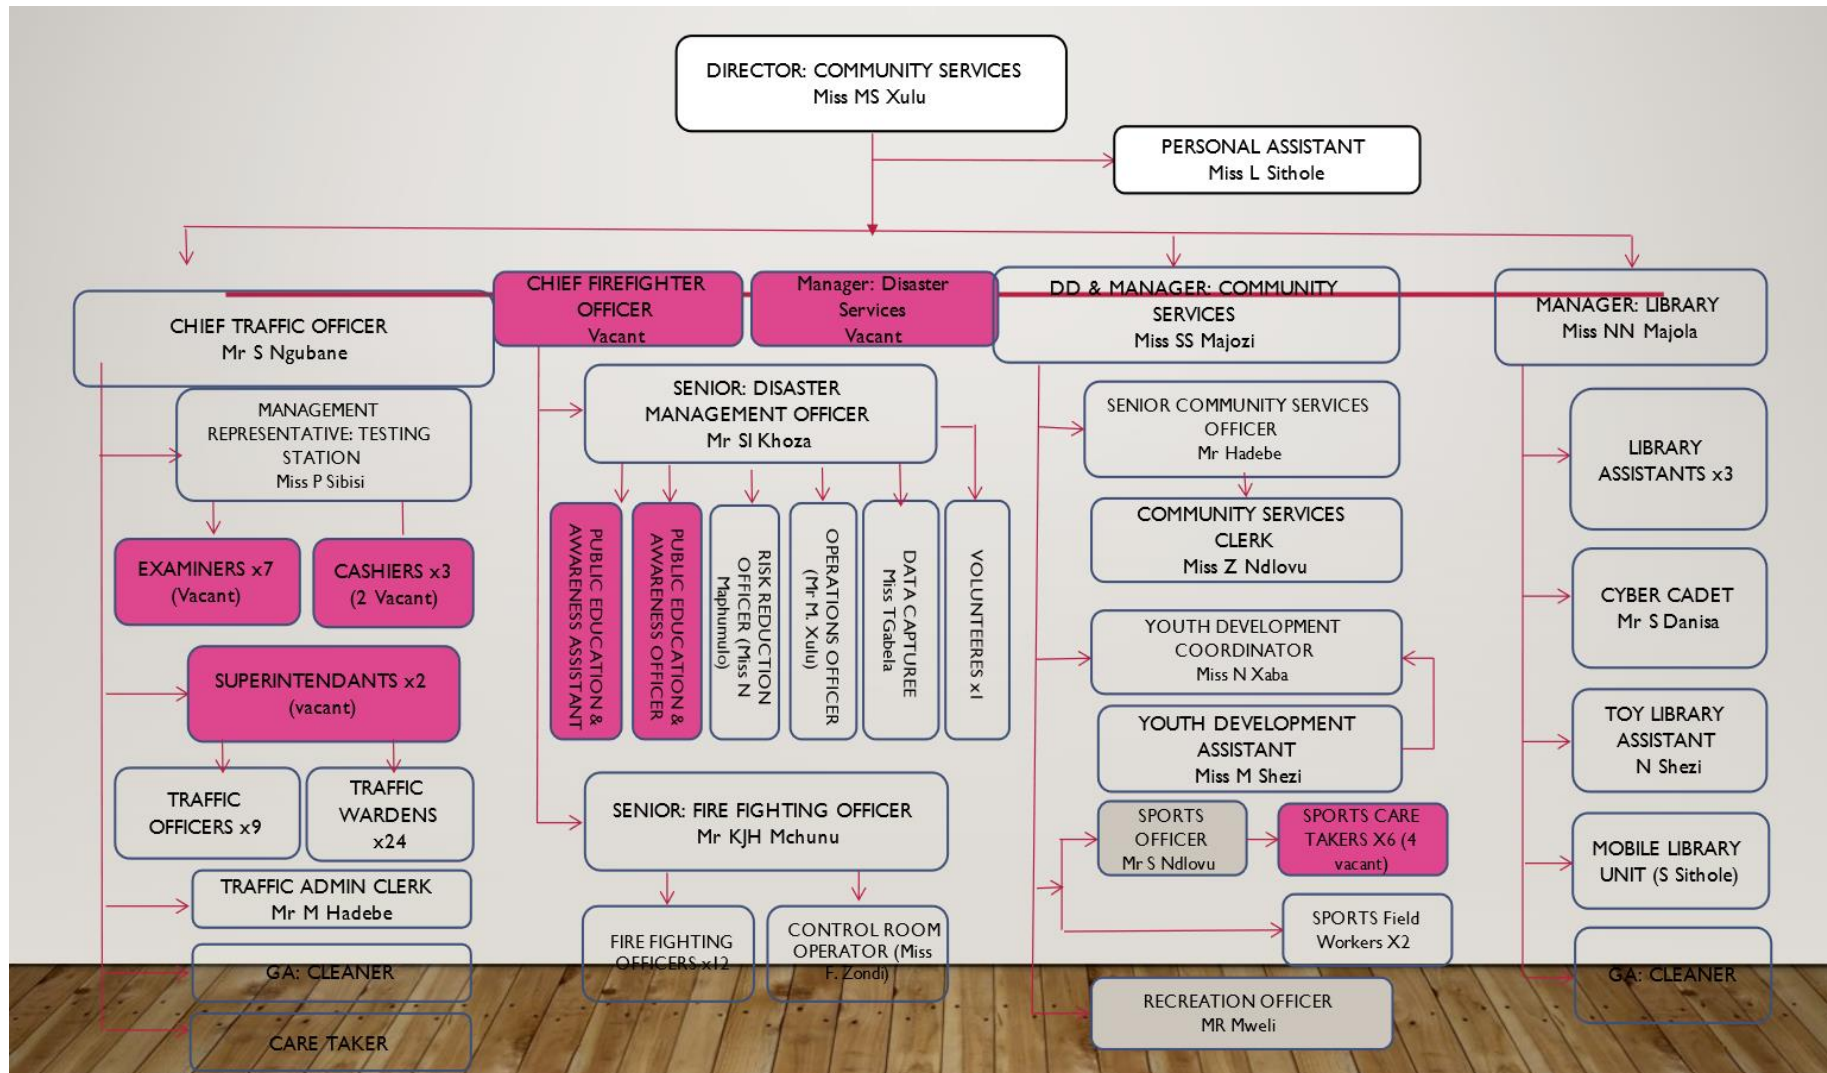 DIRECTOR: COMMUNITY SERVICES
Miss MS Xulu
PERSONAL ASSISTANT
Miss L Sithole
CHIEF TRAFFIC OFFICER
Mr S Ngubane
MANAGEMENT
REPRESENTATIVE: TESTING
STATION
Miss P Sibisi
EXAMINERS x7
(Vacant)
CASHIERS x3
(2 Vacant)
SUPERINTENDANTS x2
(vacant)
TRAFFIC
OFFICERS x9
TRAFFIC
WARDENS
x24
TRAFFIC ADMIN CLERK
Mr M Hadebe
GA: CLEANER
CARE TAKER
CHIEF FIREFIGHTER
OFFICER
Vacant
Manager: Disaster
Services
Vacant
SENIOR: DISASTER
MANAGEMENT OFFICER
Mr SI Khoza
PUBLIC EDUCATION &
AWARENESS ASSISTANT
PUBLIC EDUCATION &
AWARENESS OFFICER
RISK REDUCTION
OFFICER (Miss N
Maphumulo)
OPERATIONS OFFICER
(Mr M. Xulu)
DATA CAPTUREE
Miss TGabela
VOLUNTEERES x1
SENIOR: FIRE FIGHTING OFFICER
Mr KJH Mchunu
FIRE FIGHTING
OFFICERS x12
CONTROL ROOM
OPERATOR (Miss
F. Zondi)
DD & MANAGER: COMMUNITY
SERVICES
Miss SS Majozi
SENIOR COMMUNITY SERVICES
OFFICER
Mr Hadebe
COMMUNITY SERVICES
CLERK
Miss Z Ndlovu
YOUTH DEVELOPMENT
COORDINATOR
Miss N Xaba
YOUTH DEVELOPMENT
ASSISTANT
Miss M Shezi
SPORTS
OFFICER
Mr S Ndlovu
SPORTS CARE
TAKERS X6 (4
vacant)
SPORTS Field
Workers X2
RECREATION OFFICER
MR Mweli
MANAGER: LIBRARY
Miss NN Majola
LIBRARY
ASSISTANTS x3
CYBER CADET
Mr S Danisa
TOY LIBRARY
ASSISTANT
N Shezi
MOBILE LIBRARY
UNIT (S Sithole)
GA: CLEANER